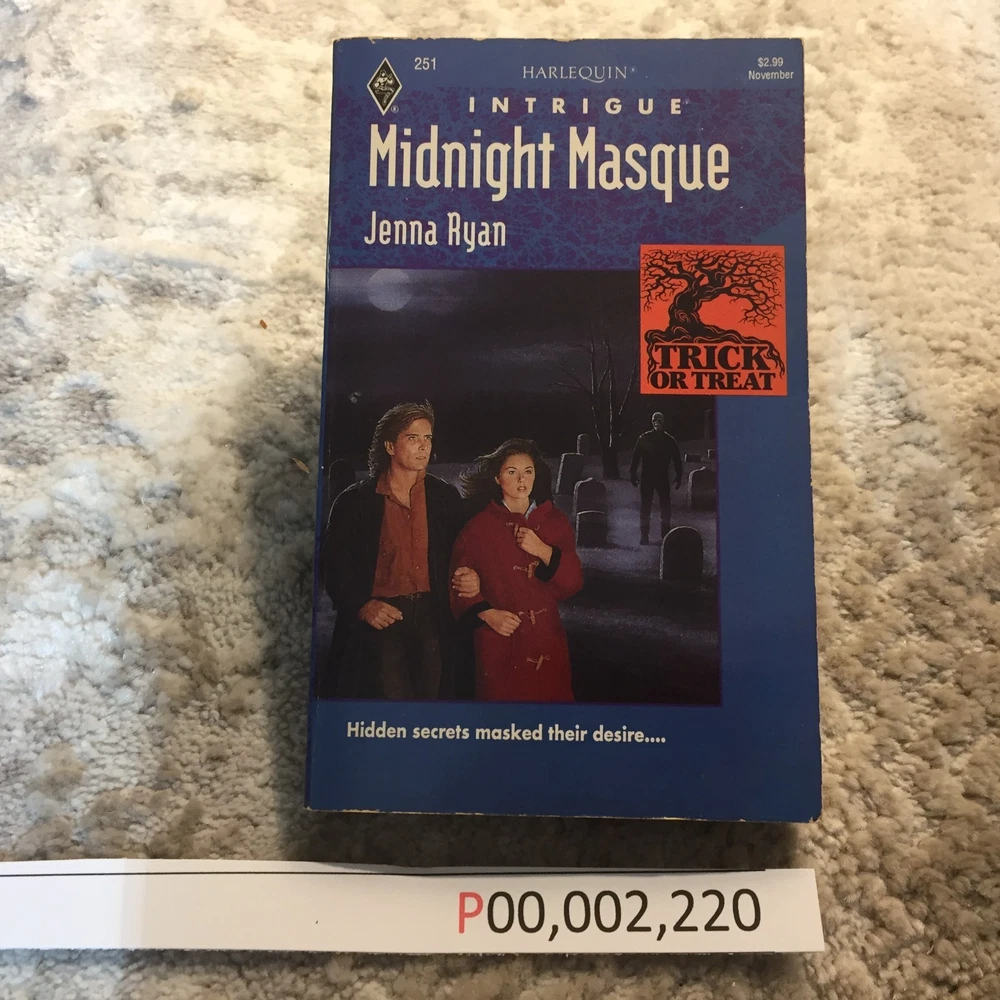 251
HARLEQUIN®
$2.99
November
INTRIGUE®
Midnight Masque
Jenna Ryan
TRICK
OR TREAT
Hidden secrets masked their desire....
P00,002,220